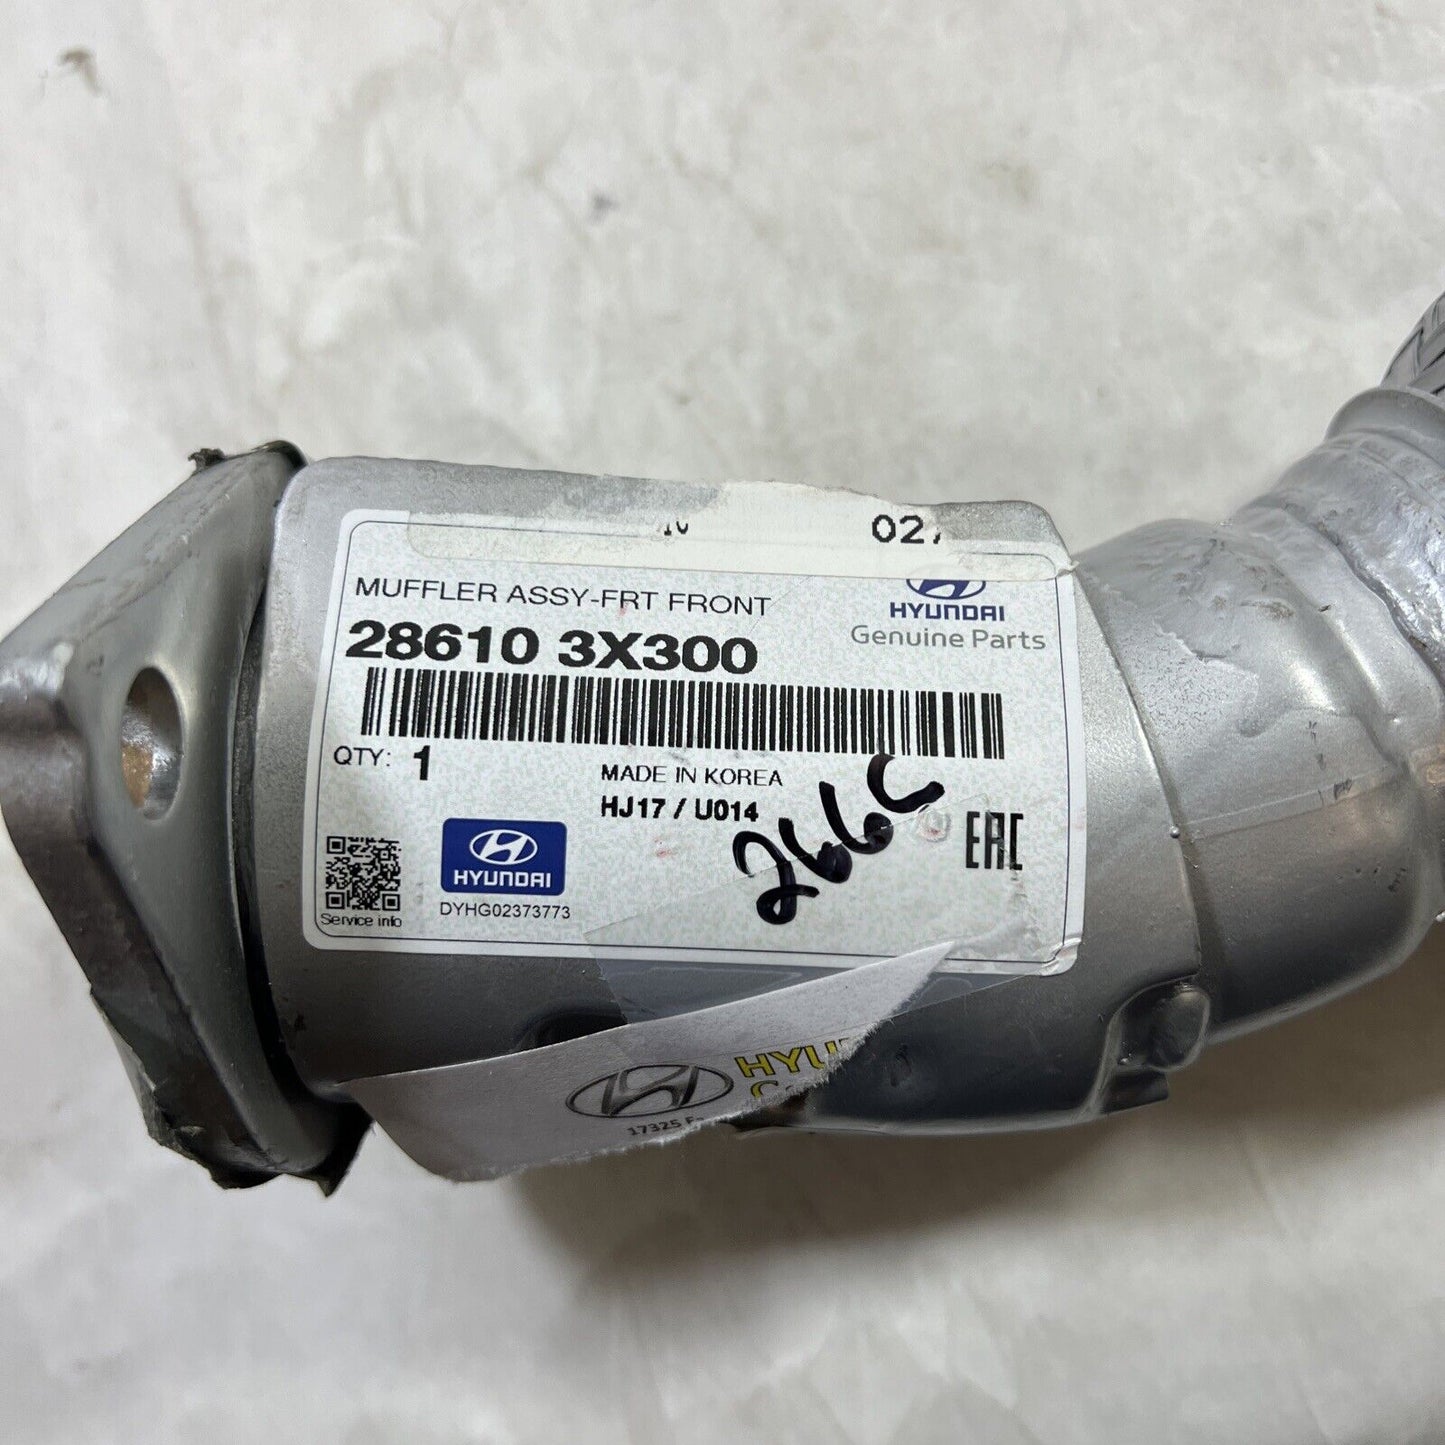 MUFFLER ASSY-FRT FRONT
28610 3X300
HYUNDAI
Genuine Parts
QTY: 1
MADE IN KOREA
HJ17 / U014
266C
EAC
Service info
HYUNDAI
DYHG02373773
17325